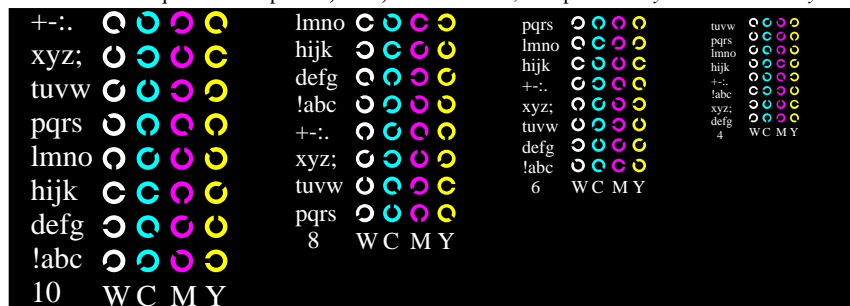 +-:.
xyz;
tuvw
pqrs
lmno
hijk
defg
!abc
10 W C M Y
lmno
hijk
defg
!abc
+-:.
xyz;
tuvw
pqrs
8 W C M Y
pqrs
lmno
hijk
+-:.
xyz;
tuvw
defg
!abc
6 W C M Y
tuvw
pqrs
lmno
hijk
+-:.
!abc
xyz;
defg
4 W C M Y